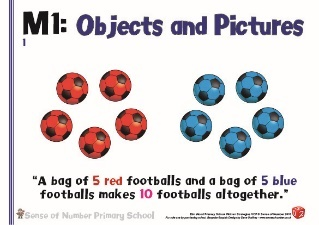 M1: Objects and Pictures
1
"A bag of 5 red footballs and a bag of 5 blue
footballs makes 10 footballs altogether."
Sense of Number Primary School